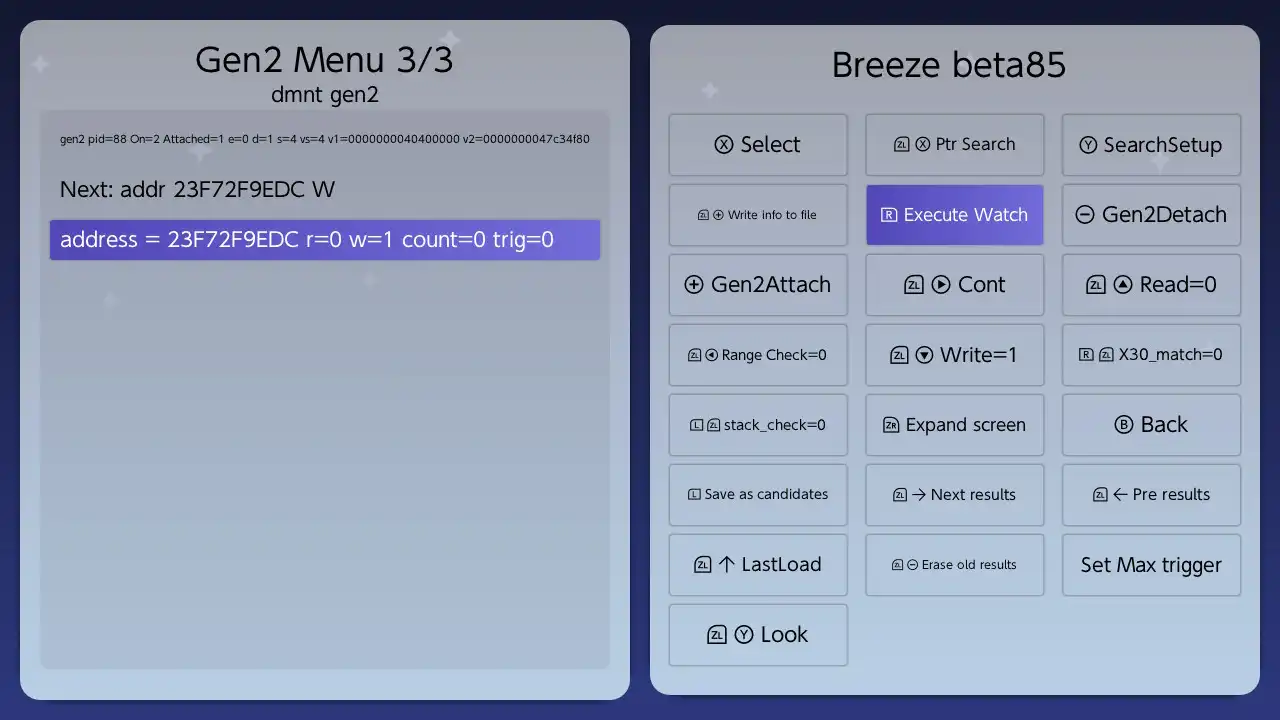 Gen2 Menu 3/3
dmnt gen2
gen2 pid=88 On=2 Attached=1 e=0 d=1 s=4 vs=4 v1=0000000040400000 v2=0000000047c34f80
Next: addr 23F72F9EDC W
address = 23F72F9EDC r=0 w=1 count=0 trig=0
Breeze beta85
X Select
ZL X Ptr Search
Y SearchSetup
ZL + Write info to file
R Execute Watch
− Gen2Detach
+ Gen2Attach
ZL ▶ Cont
ZL ▲ Read=0
ZL ◀ Range Check=0
ZL ▼ Write=1
R ZL X30_match=0
L ZL stack_check=0
ZR Expand screen
B Back
L Save as candidates
ZL → Next results
ZL ← Pre results
ZL ↑ LastLoad
ZL − Erase old results
Set Max trigger
ZL Y Look